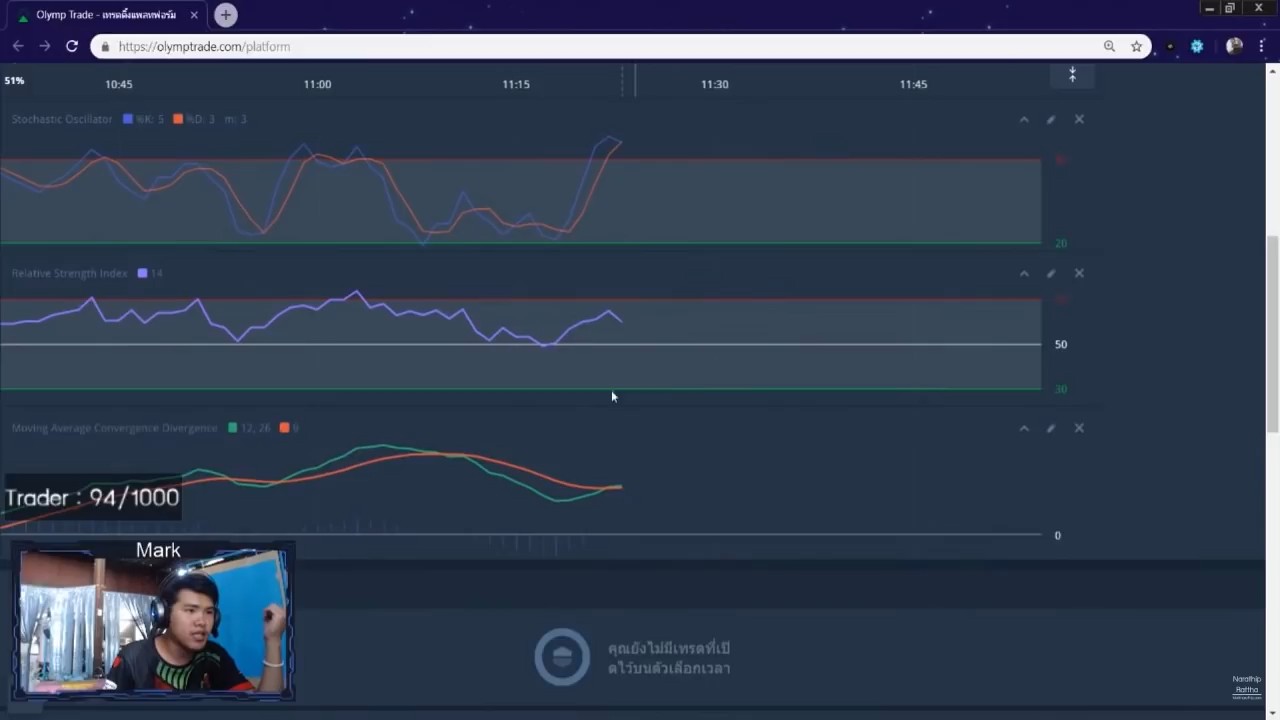 Olymp Trade - เทรดดิ้งแพลทฟอร์ม
https://olymptrade.com/platform
51%
10:45 11:00 11:15 11:30 11:45
Stochastic Oscillator %K: 5 %D: 3 m: 3
20
Relative Strength Index 14
50
30
Moving Average Convergence Divergence 12, 26 9
Trader : 94/1000
0
Mark
คุณยังไม่มีเทรดที่เปิ
ดไว้บนตัวเลือกเวลา
Narathip
Rattha